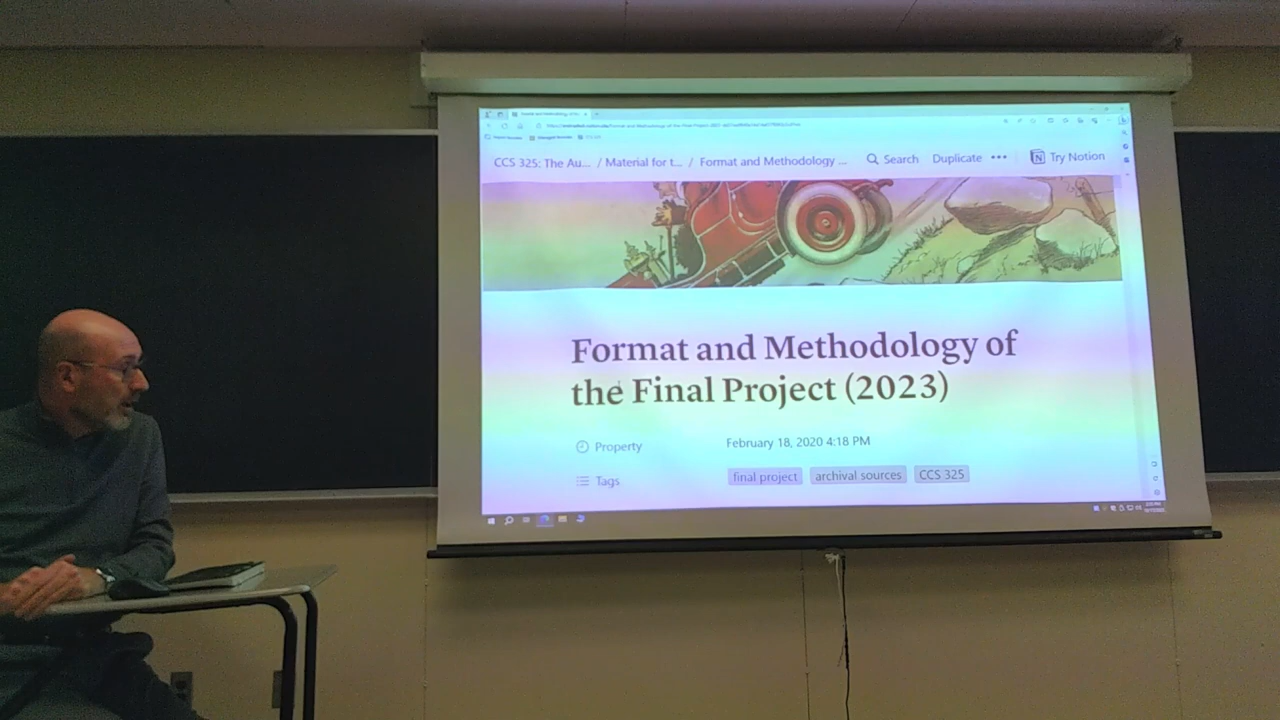 CCS 325: The Au... / Material for t... / Format and Methodology ... Search Duplicate ••• Try Notion
Format and Methodology of
the Final Project (2023)
Property February 18, 2020 4:18 PM
Tags final project archival sources CCS 325